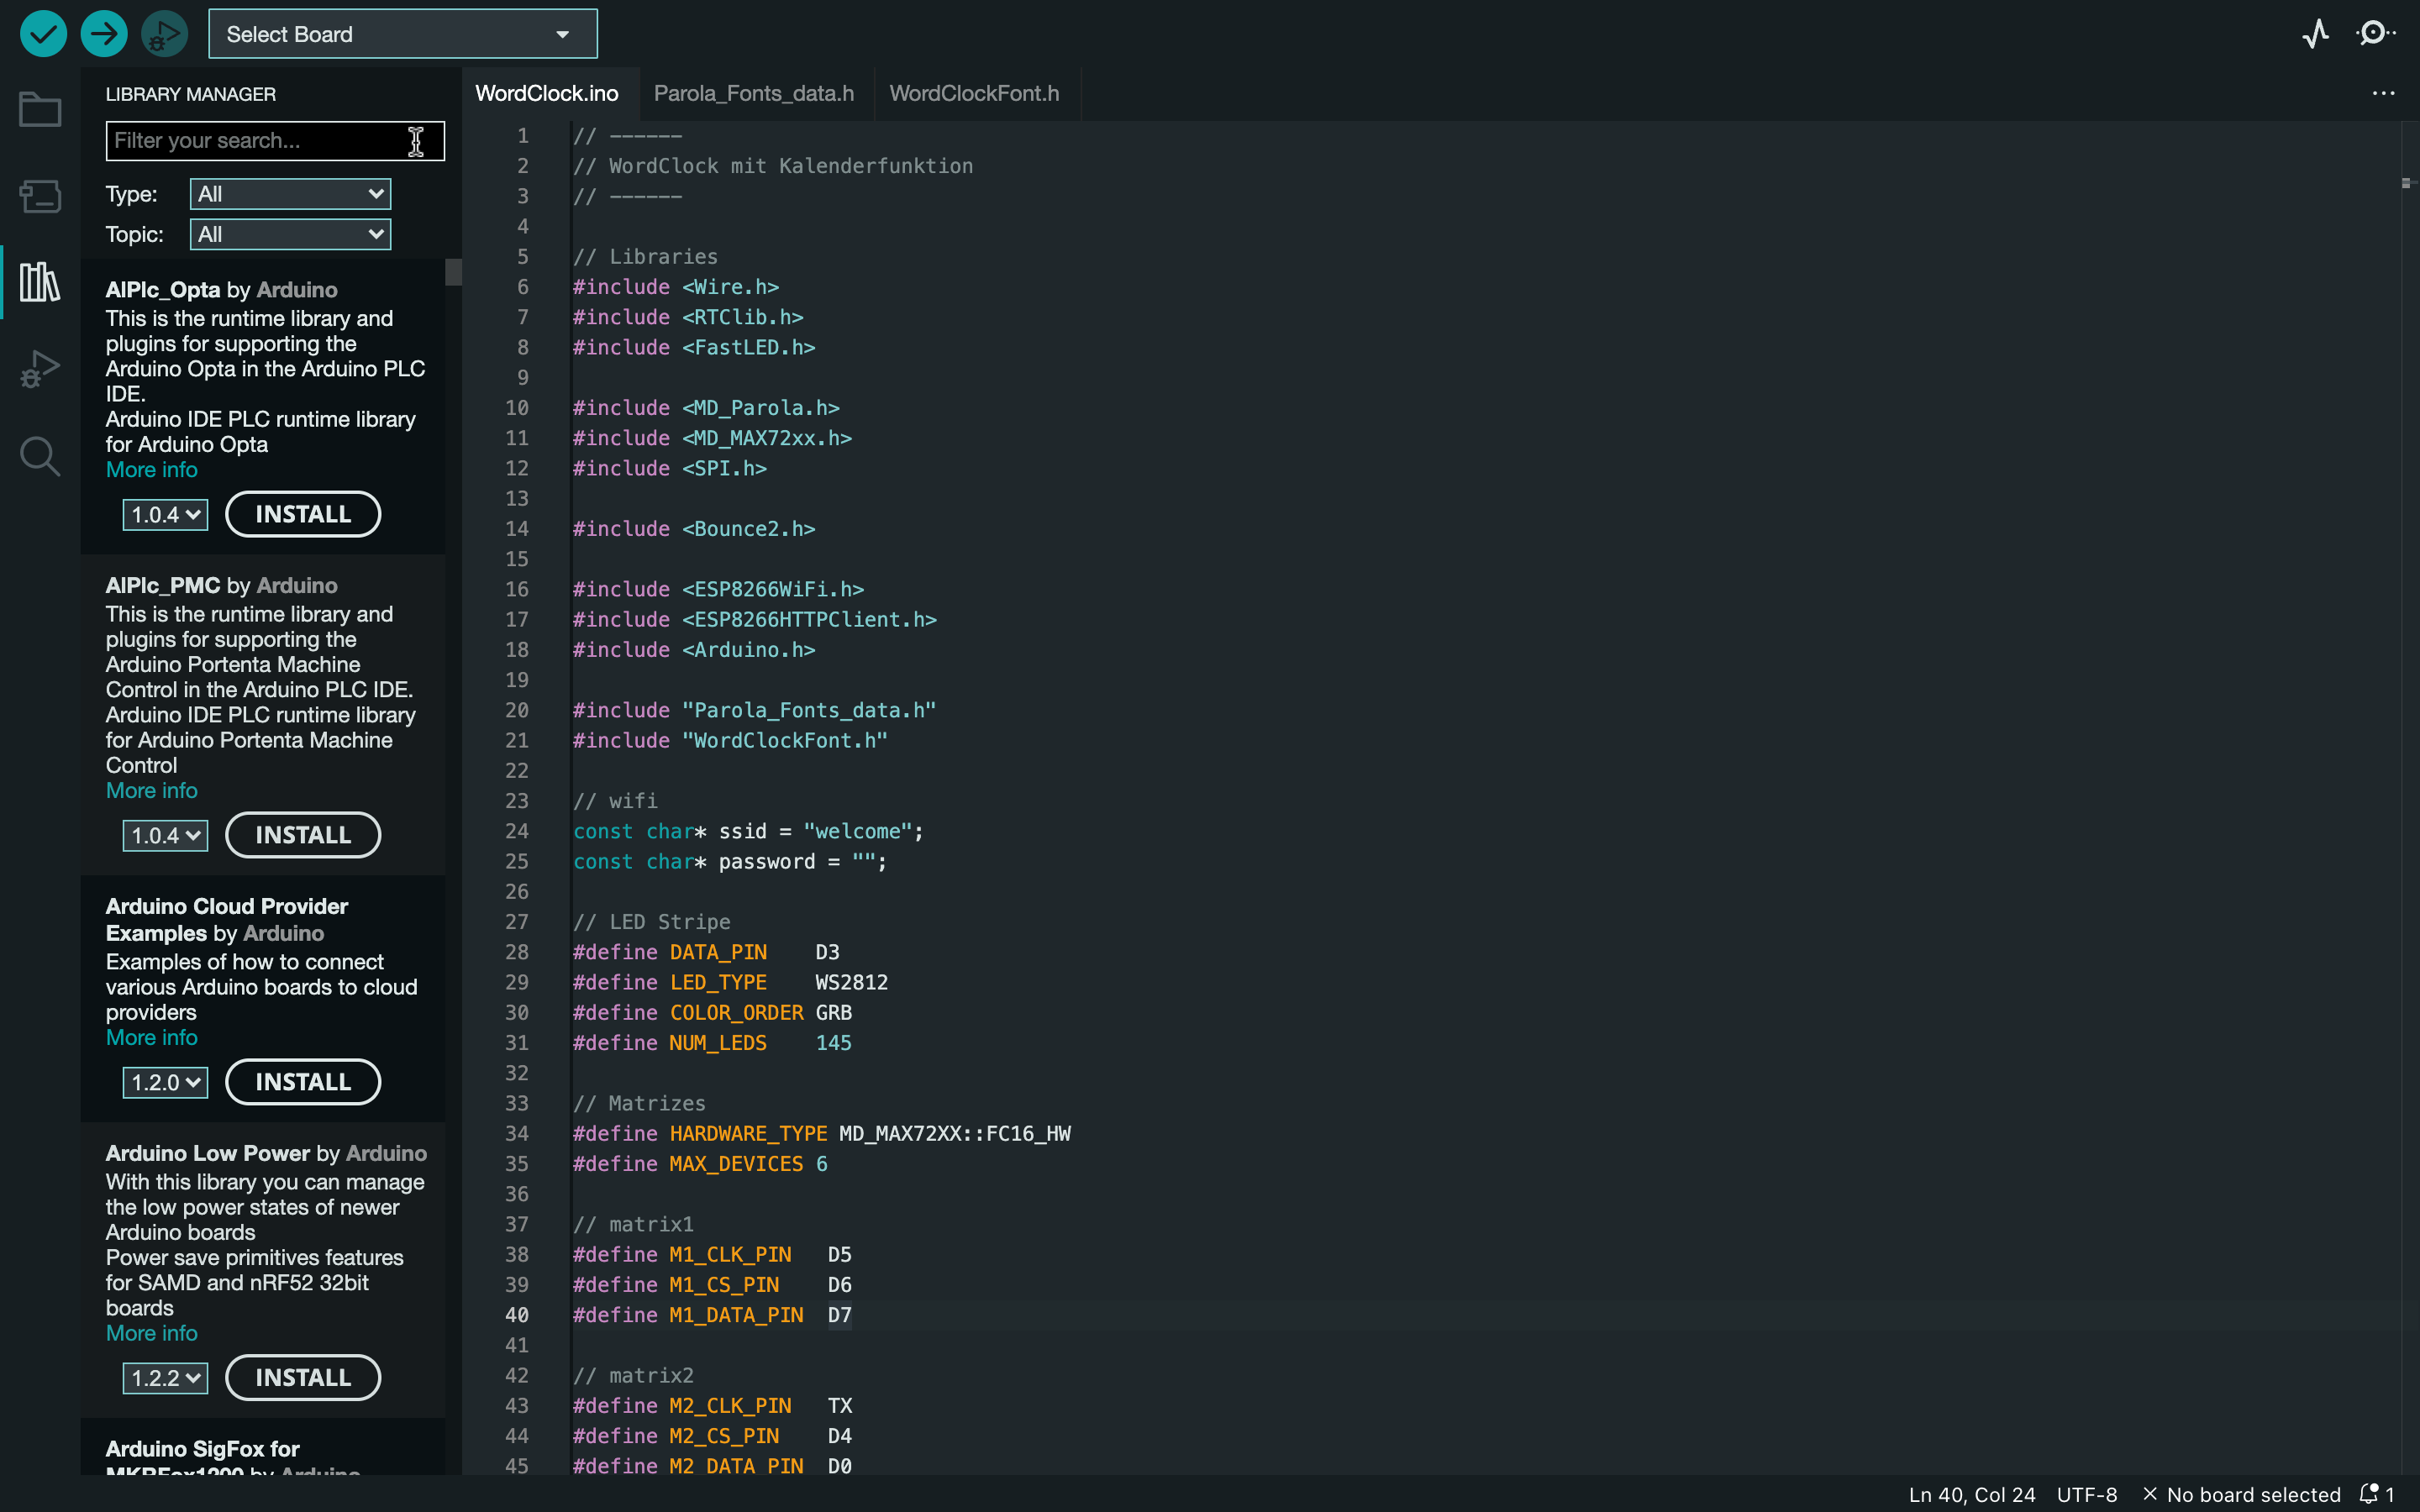 Select Board
LIBRARY MANAGER
Filter your search...
Type: All
Topic: All
AlPlc_Opta by Arduino
This is the runtime library and
plugins for supporting the
Arduino Opta in the Arduino PLC
IDE.
Arduino IDE PLC runtime library
for Arduino Opta
More info
1.0.4 INSTALL
AlPlc_PMC by Arduino
This is the runtime library and
plugins for supporting the
Arduino Portenta Machine
Control in the Arduino PLC IDE.
Arduino IDE PLC runtime library
for Arduino Portenta Machine
Control
More info
1.0.4 INSTALL
Arduino Cloud Provider
Examples by Arduino
Examples of how to connect
various Arduino boards to cloud
providers
More info
1.2.0 INSTALL
Arduino Low Power by Arduino
With this library you can manage
the low power states of newer
Arduino boards
Power save primitives features
for SAMD and nRF52 32bit
boards
More info
1.2.2 INSTALL
Arduino SigFox for
MKRFox1200 by Arduino
WordClock.ino Parola_Fonts_data.h WordClockFont.h ...
1 // ------
2 // WordClock mit Kalenderfunktion
3 // ------
4
5 // Libraries
6 #include <Wire.h>
7 #include <RTClib.h>
8 #include <FastLED.h>
9
10 #include <MD_Parola.h>
11 #include <MD_MAX72xx.h>
12 #include <SPI.h>
13
14 #include <Bounce2.h>
15
16 #include <ESP8266WiFi.h>
17 #include <ESP8266HTTPClient.h>
18 #include <Arduino.h>
19
20 #include "Parola_Fonts_data.h"
21 #include "WordClockFont.h"
22
23 // wifi
24 const char* ssid = "welcome";
25 const char* password = "";
26
27 // LED Stripe
28 #define DATA_PIN    D3
29 #define LED_TYPE    WS2812
30 #define COLOR_ORDER GRB
31 #define NUM_LEDS    145
32
33 // Matrizes
34 #define HARDWARE_TYPE MD_MAX72XX::FC16_HW
35 #define MAX_DEVICES 6
36
37 // matrix1
38 #define M1_CLK_PIN   D5
39 #define M1_CS_PIN    D6
40 #define M1_DATA_PIN  D7
41
42 // matrix2
43 #define M2_CLK_PIN   TX
44 #define M2_CS_PIN    D4
45 #define M2_DATA_PIN  D0
Ln 40, Col 24 UTF-8 × No board selected 1